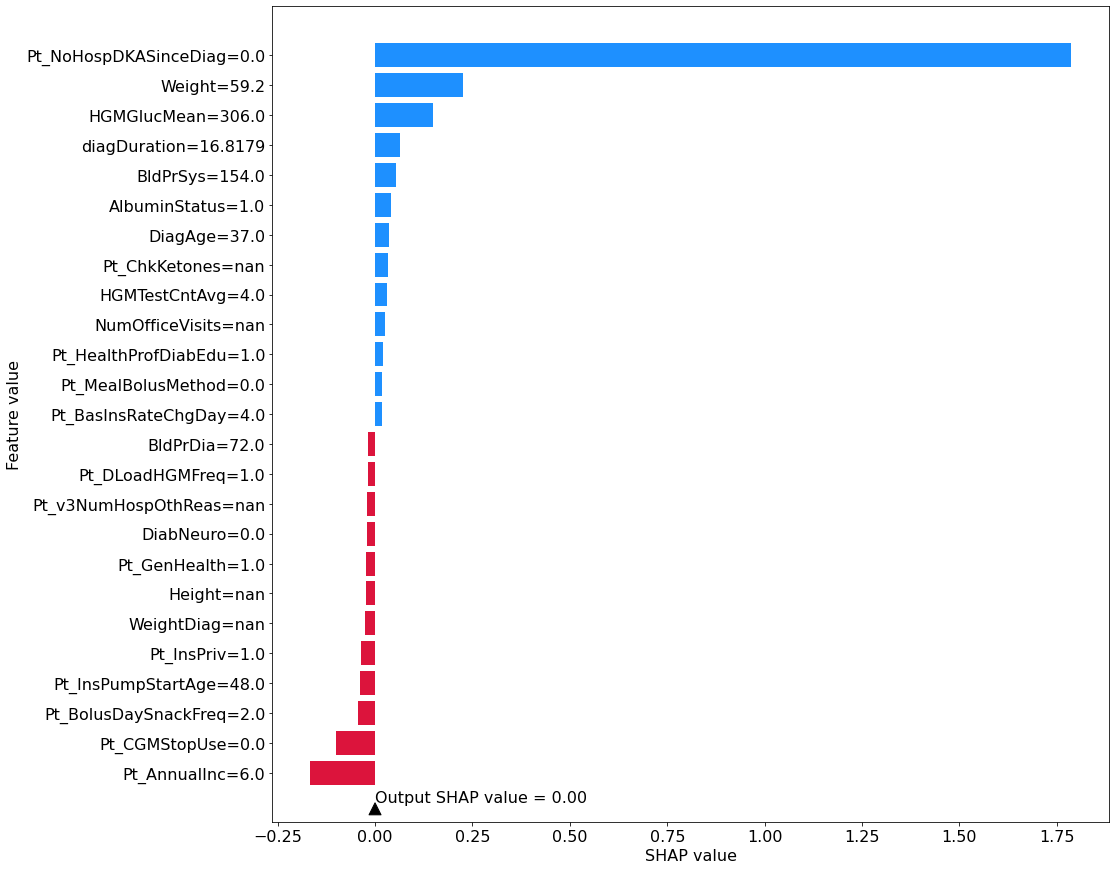 Pt_NoHospDKASinceDiag=0.0
Weight=59.2
HGMGlucMean=306.0
diagDuration=16.8179
BldPrSys=154.0
AlbuminStatus=1.0
DiagAge=37.0
Pt_ChkKetones=nan
HGMTestCntAvg=4.0
NumOfficeVisits=nan
Pt_HealthProfDiabEdu=1.0
Pt_MealBolusMethod=0.0
Pt_BasInsRateChgDay=4.0
BldPrDia=72.0
Pt_DLoadHGMFreq=1.0
Pt_v3NumHospOthReas=nan
DiabNeuro=0.0
Pt_GenHealth=1.0
Height=nan
WeightDiag=nan
Pt_InsPriv=1.0
Pt_InsPumpStartAge=48.0
Pt_BolusDaySnackFreq=2.0
Pt_CGMStopUse=0.0
Pt_AnnualInc=6.0
Feature value
Output SHAP value = 0.00
−0.25 0.00 0.25 0.50 0.75 1.00 1.25 1.50 1.75
SHAP value